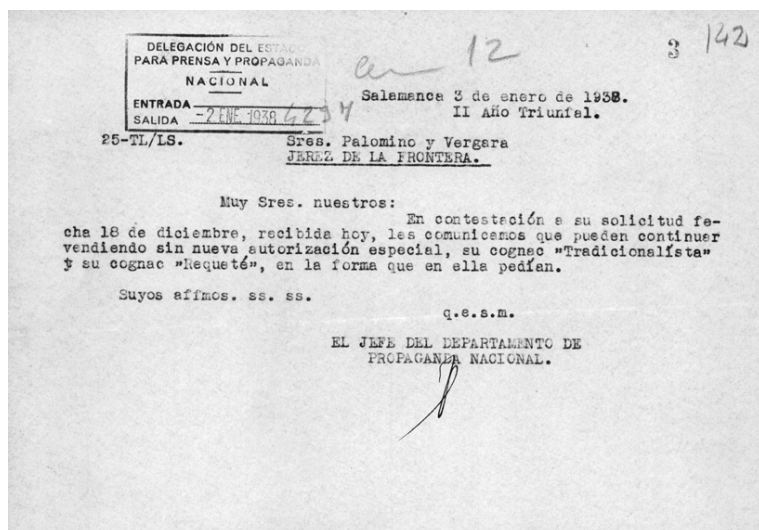 3 142
12
DELEGACIÓN DEL ESTADO
PARA PRENSA Y PROPAGANDA
NACIONAL
ENTRADA
SALIDA -2 ENE. 1938 4294
Salamanca 3 de enero de 1938.
II Año Triunfal.
25-TL/LS.
Sres. Palomino y Vergara
JEREZ DE LA FRONTERA.
Muy Sres. nuestros:
En contestación a su solicitud fe-
cha 18 de diciembre, recibida hoy, les comunicamos que pueden continuar
vendiendo sin nueva autorización especial, su cognac "Tradicionalista"
y su cognac "Requeté", en la forma que en ella pedían.
Suyos affmos. ss. ss.
q.e.s.m.
EL JEFE DEL DEPARTAMENTO DE
PROPAGANDA NACIONAL.